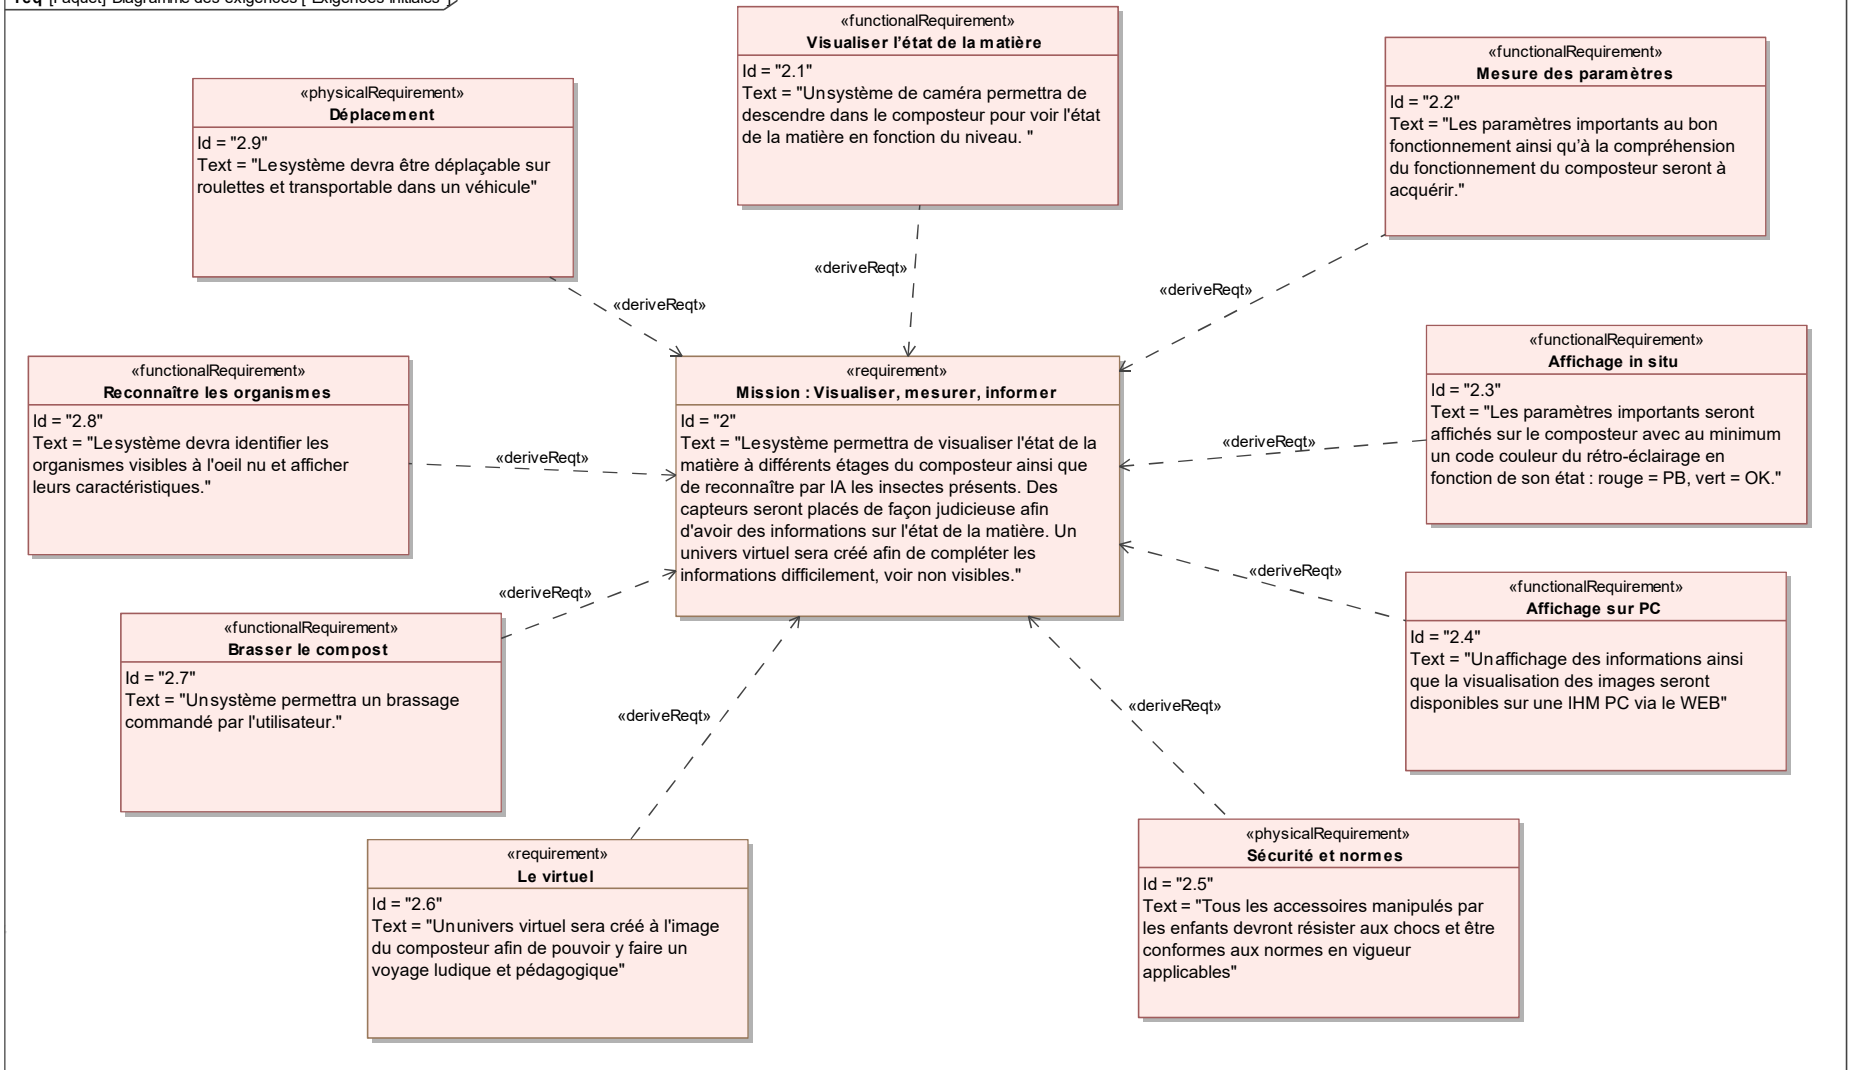 req [Paquet] Diagramme des exigences [ Exigences initiales ]
«functionalRequirement»
Visualiser l’état de la matière
Id = "2.1"
Text = "Un système de caméra permettra de
descendre dans le composteur pour voir l'état
de la matière en fonction du niveau. "
«functionalRequirement»
Mesure des paramètres
Id = "2.2"
Text = "Les paramètres importants au bon
fonctionnement ainsi qu’à la compréhension
du fonctionnement du composteur seront à
acquérir."
«physicalRequirement»
Déplacement
Id = "2.9"
Text = "Le système devra être déplaçable sur
roulettes et transportable dans un véhicule"
«deriveReqt»
«deriveReqt»
«deriveReqt»
«functionalRequirement»
Reconnaître les organismes
Id = "2.8"
Text = "Le système devra identifier les
organismes visibles à l'oeil nu et afficher
leurs caractéristiques."
«deriveReqt»
«requirement»
Mission : Visualiser, mesurer, informer
Id = "2"
Text = "Le système permettra de visualiser l'état de la
matière à différents étages du composteur ainsi que
de reconnaître par IA les insectes présents. Des
capteurs seront placés de façon judicieuse afin
d'avoir des informations sur l'état de la matière. Un
univers virtuel sera créé afin de compléter les
informations difficilement, voir non visibles."
«deriveReqt»
«functionalRequirement»
Affichage in situ
Id = "2.3"
Text = "Les paramètres importants seront
affichés sur le composteur avec au minimum
un code couleur du rétro-éclairage en
fonction de son état : rouge = PB, vert = OK."
«deriveReqt»
«functionalRequirement»
Affichage sur PC
Id = "2.4"
Text = "Un affichage des informations ainsi
que la visualisation des images seront
disponibles sur une IHM PC via le WEB"
«deriveReqt»
«functionalRequirement»
Brasser le compost
Id = "2.7"
Text = "Un système permettra un brassage
commandé par l'utilisateur."
«deriveReqt»
«deriveReqt»
«requirement»
Le virtuel
Id = "2.6"
Text = "Un univers virtuel sera créé à l'image
du composteur afin de pouvoir y faire un
voyage ludique et pédagogique"
«physicalRequirement»
Sécurité et normes
Id = "2.5"
Text = "Tous les accessoires manipulés par
les enfants devront résister aux chocs et être
conformes aux normes en vigueur
applicables"